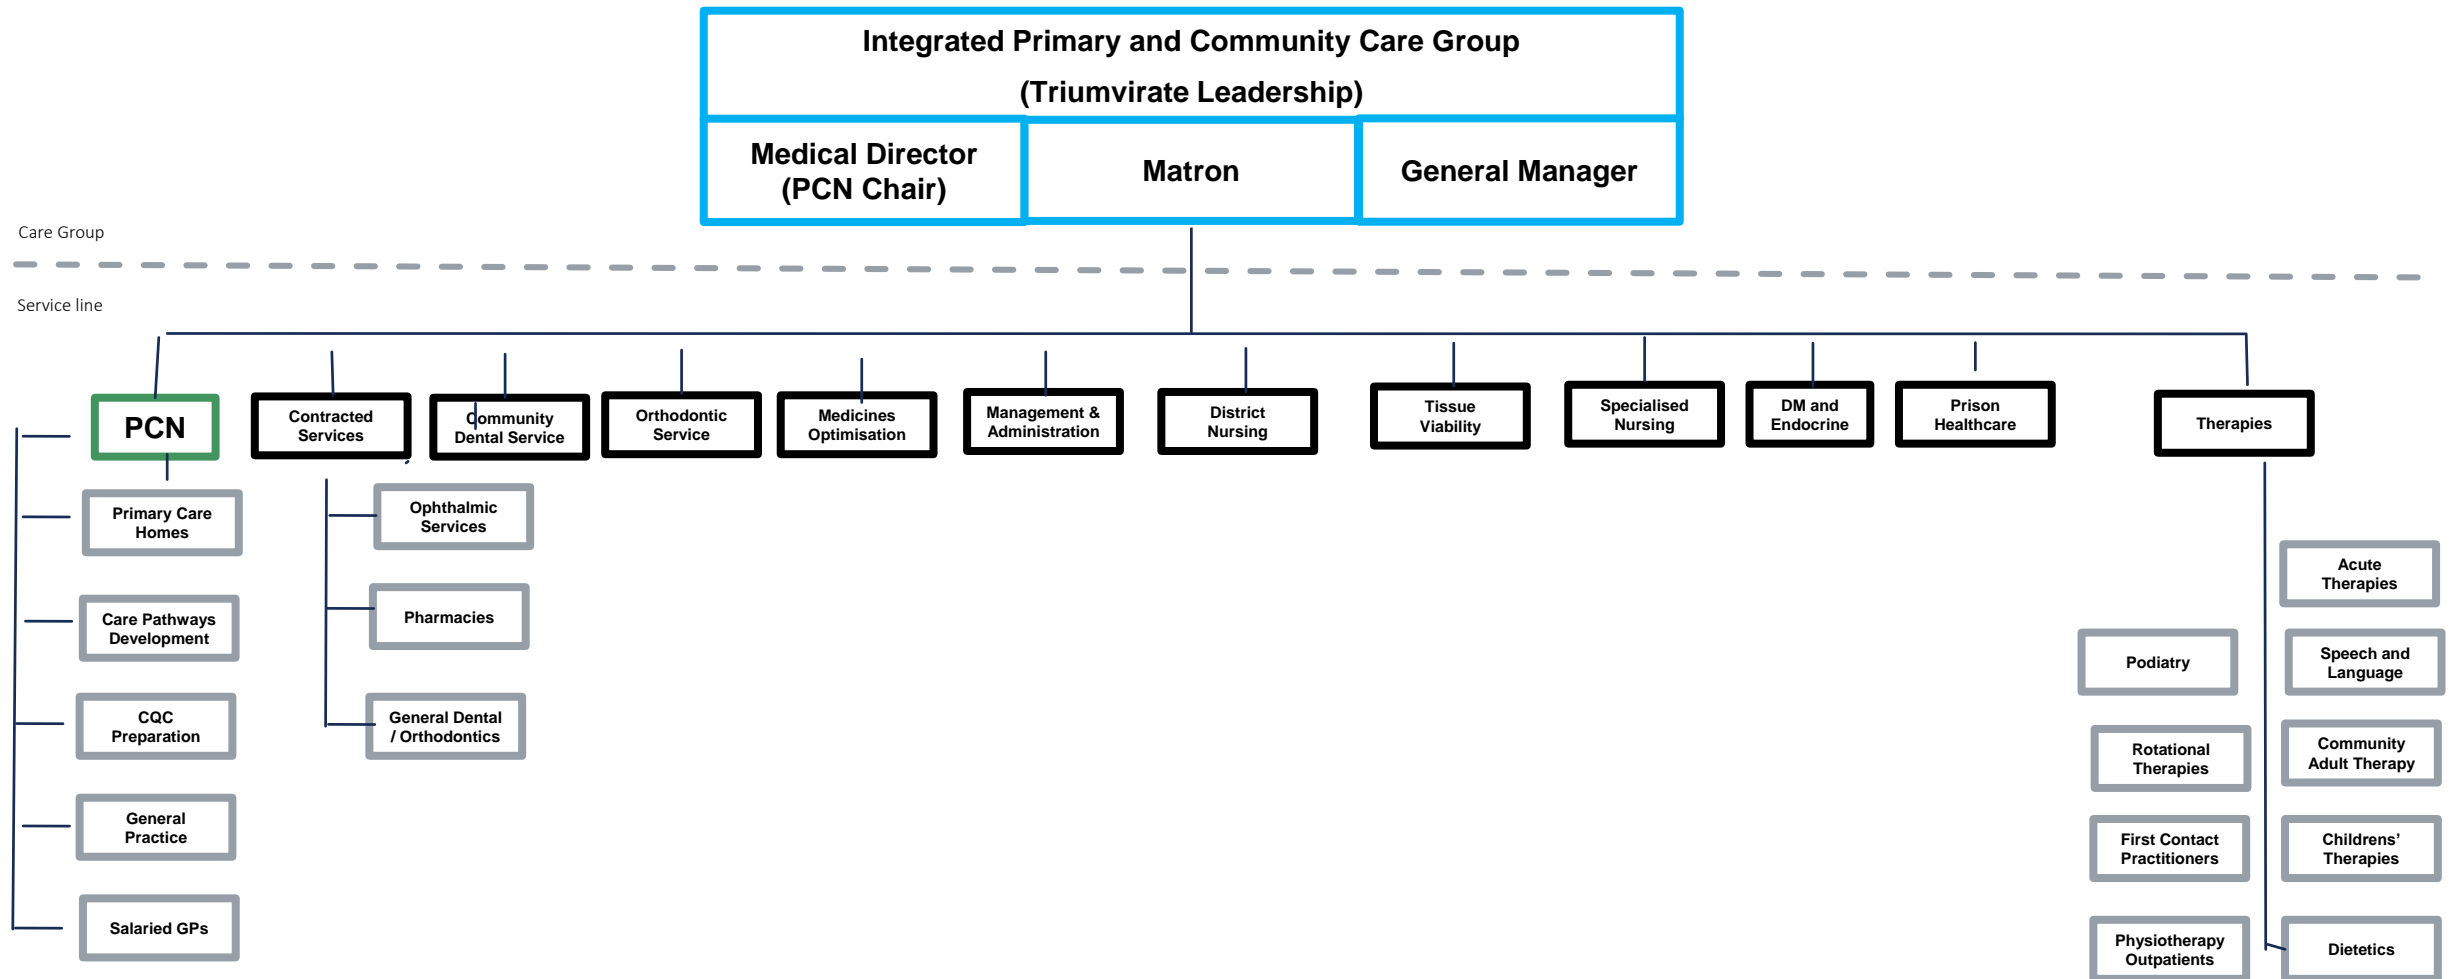 Integrated Primary and Community Care Group
(Triumvirate Leadership)
Medical Director
(PCN Chair)
Matron
General Manager
Care Group
Service line
PCN
Contracted
Services
Community
Dental Service
Orthodontic
Service
Medicines
Optimisation
Management &
Administration
District
Nursing
Tissue
Viability
Specialised
Nursing
DM and
Endocrine
Prison
Healthcare
Therapies
Primary Care
Homes
Care Pathways
Development
CQC
Preparation
General
Practice
Salaried GPs
Ophthalmic
Services
Pharmacies
General Dental
/ Orthodontics
Podiatry
Rotational
Therapies
First Contact
Practitioners
Physiotherapy
Outpatients
Acute
Therapies
Speech and
Language
Community
Adult Therapy
Childrens’
Therapies
Dietetics